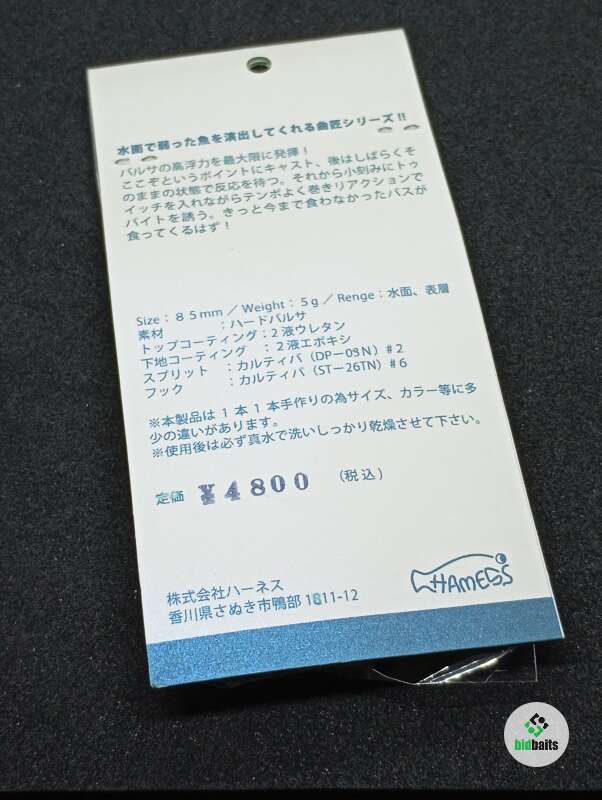 水面で弱った魚を演出してくれる曲匠シリーズ!!
バルサの高浮力を最大限に発揮！
ここぞというポイントにキャスト、後はしばらくそ
のままの状態で反応を待つ。それから小刻みにトゥ
イッチを入れながらテンポよく巻きリアクションで
バイトを誘う。きっと今まで食わなかったバスが
食ってくるはず！
Size：８５mm／Weight：5g／Renge：水面、表層
素材　　　　　：ハードバルサ
トップコーティング：２液ウレタン
下地コーティング　：２液エポキシ
スプリット　：カルティバ（DP－03N）#2
フック　　　：カルティバ（ST－26TN）#6
※本製品は１本１本手作りの為サイズ、カラー等に多
少の違いがあります。
※使用後は必ず真水で洗いしっかり乾燥させて下さい。
定価　¥4800　（税込）
株式会社ハーネス
香川県さぬき市鴨部 1811-12
HAMEDS
bidbaits